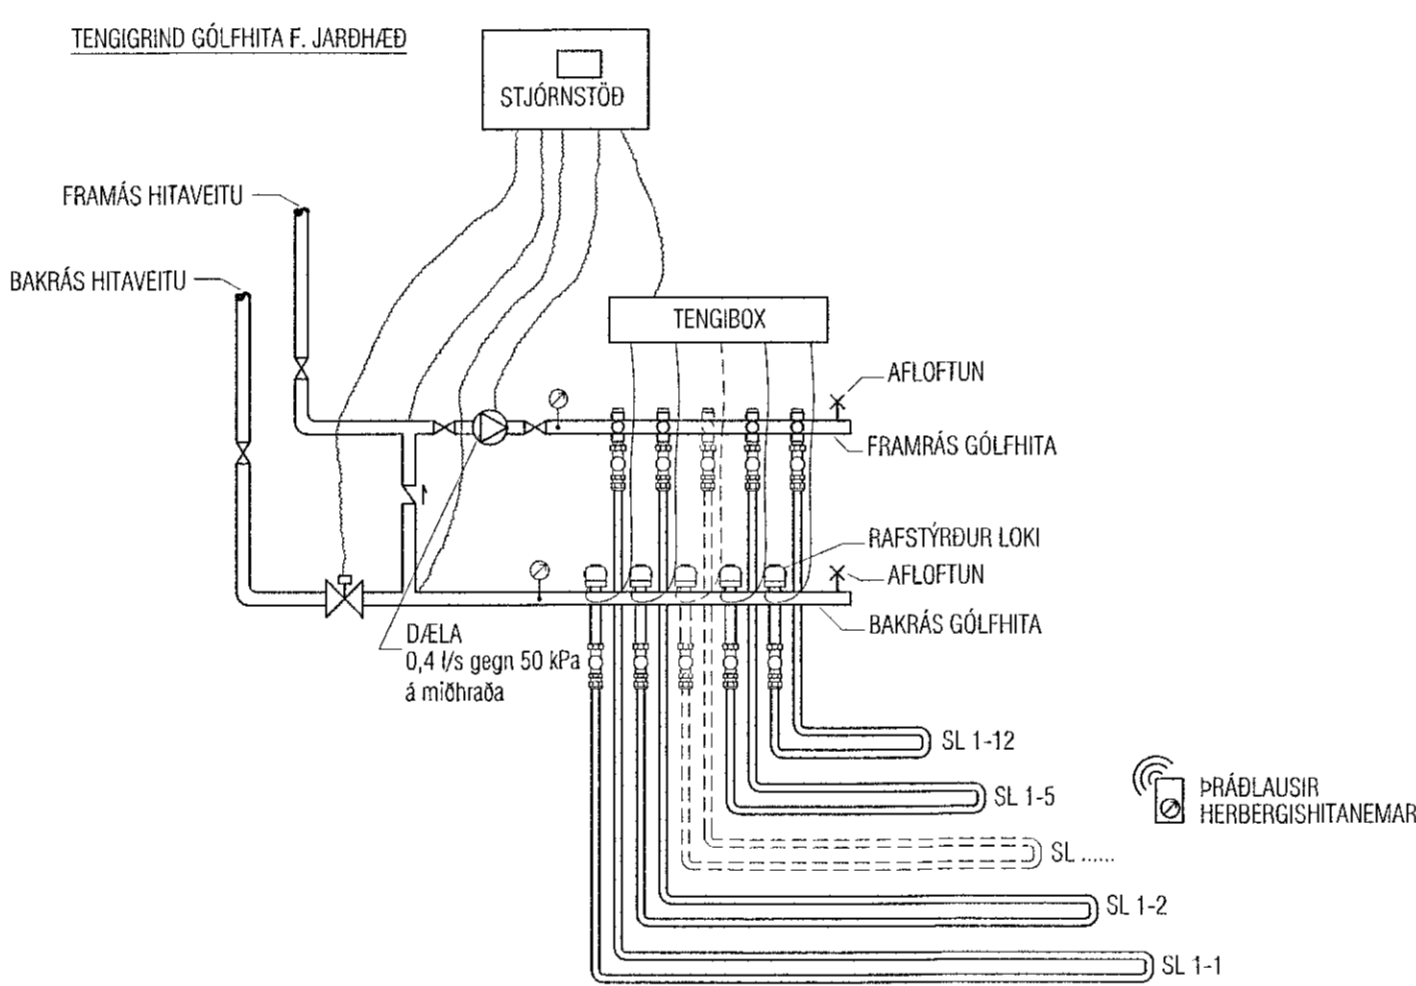 TENGIGRIND GÓLFHITA F. JARÐHÆÐ
STJÓRNSTÖÐ
FRAMÁS HITAVEITU
BAKRÁS HITAVEITU
TENGIBOX
AFLOFTUN
FRAMRÁS GÓLFHITA
RAFSTÝRÐUR LOKI
AFLOFTUN
BAKRÁS GÓLFHITA
DÆLA
0,4 l/s gegn 50 kPa
á miðhraða
SL 1-12
SL 1-5
ÞRÁÐLAUSIR
HERBERGISHITANEMAR
SL ......
SL 1-2
SL 1-1